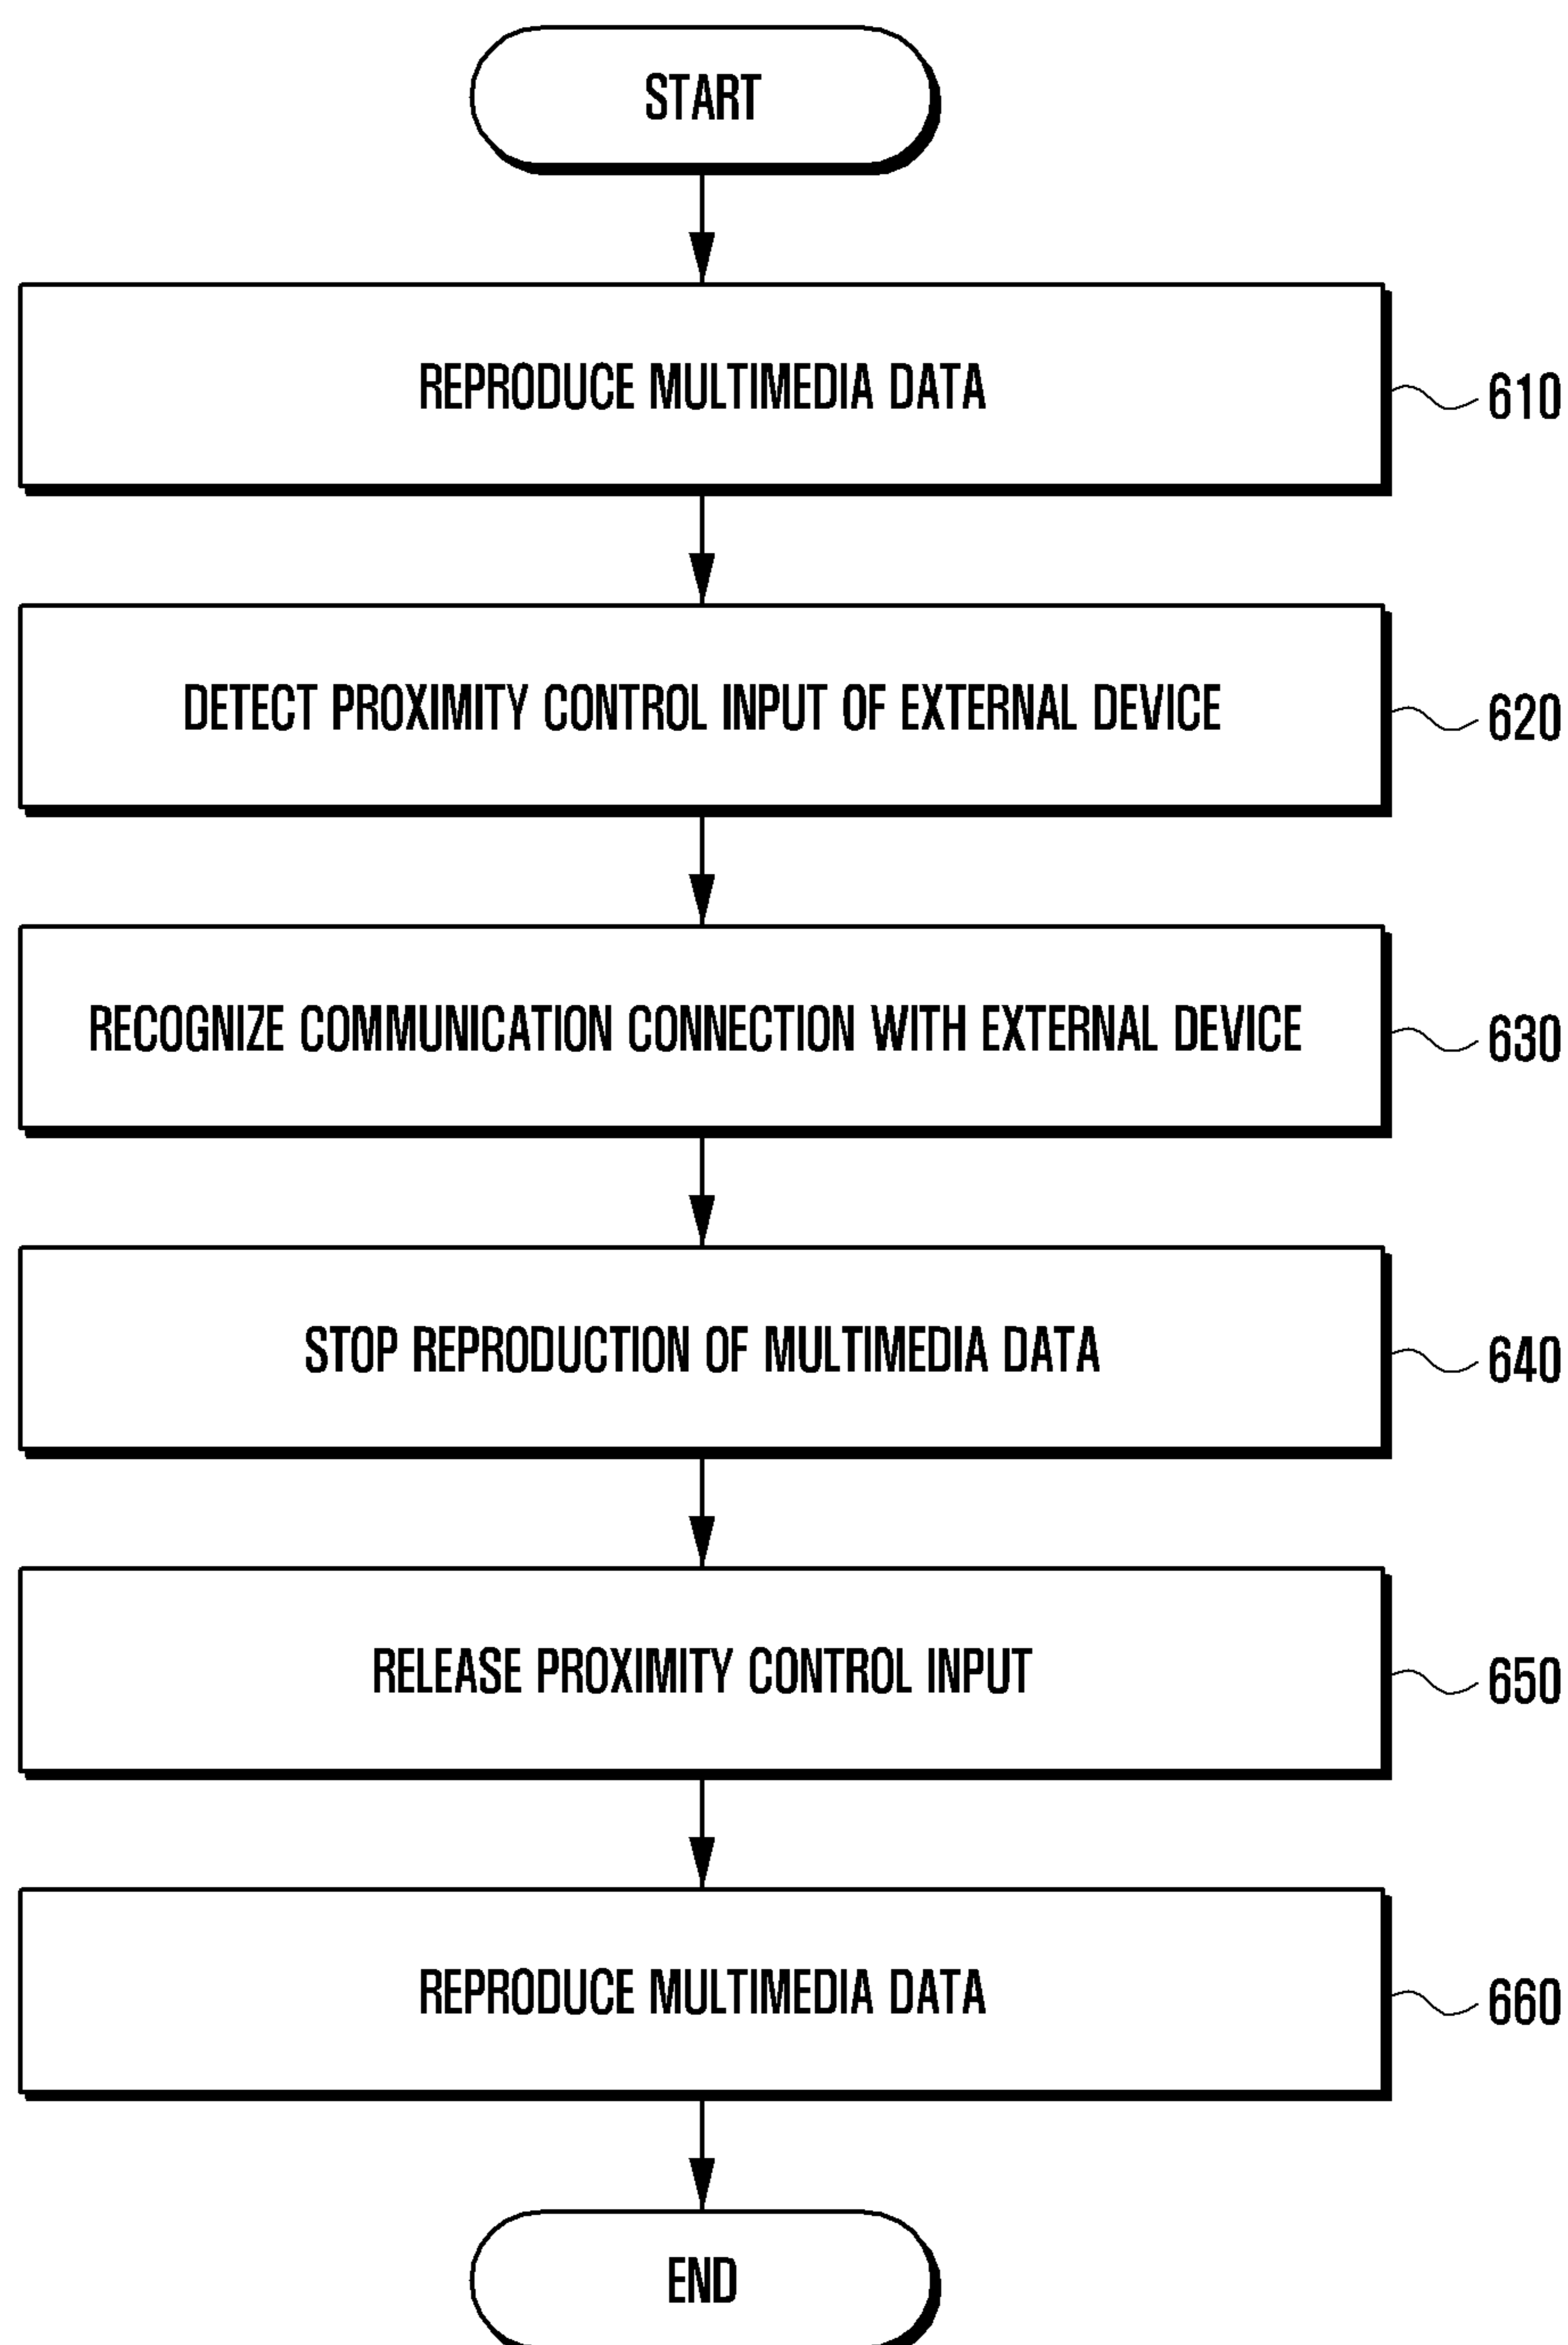 START
REPRODUCE MULTIMEDIA DATA
610
DETECT PROXIMITY CONTROL INPUT OF EXTERNAL DEVICE
620
RECOGNIZE COMMUNICATION CONNECTION WITH EXTERNAL DEVICE
630
STOP REPRODUCTION OF MULTIMEDIA DATA
640
RELEASE PROXIMITY CONTROL INPUT
650
REPRODUCE MULTIMEDIA DATA
660
END